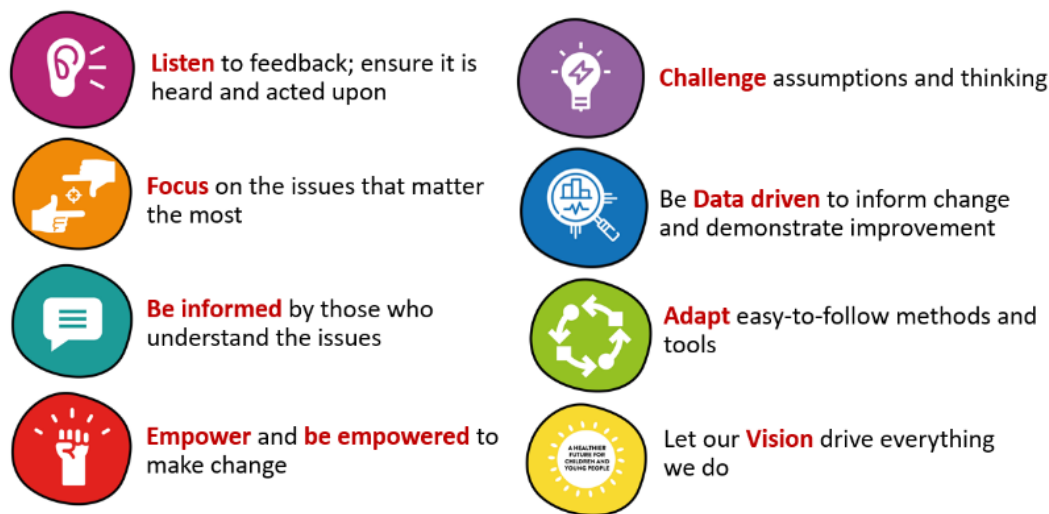 Listen to feedback; ensure it is
heard and acted upon
Focus on the issues that matter
the most
Be informed by those who
understand the issues
Empower and be empowered to
make change
Challenge assumptions and thinking
Be Data driven to inform change
and demonstrate improvement
Adapt easy-to-follow methods and
tools
A HEALTHIER
FUTURE FOR
CHILDREN AND
YOUNG PEOPLE
Let our Vision drive everything
we do